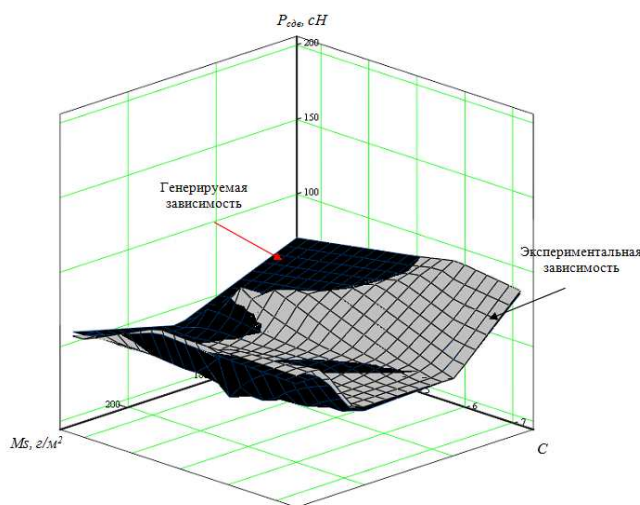 Pсдв, сН
200
150
100
Генерируемая
зависимость
Экспериментальная
зависимость
200
6
7
Ms, г/м²
C